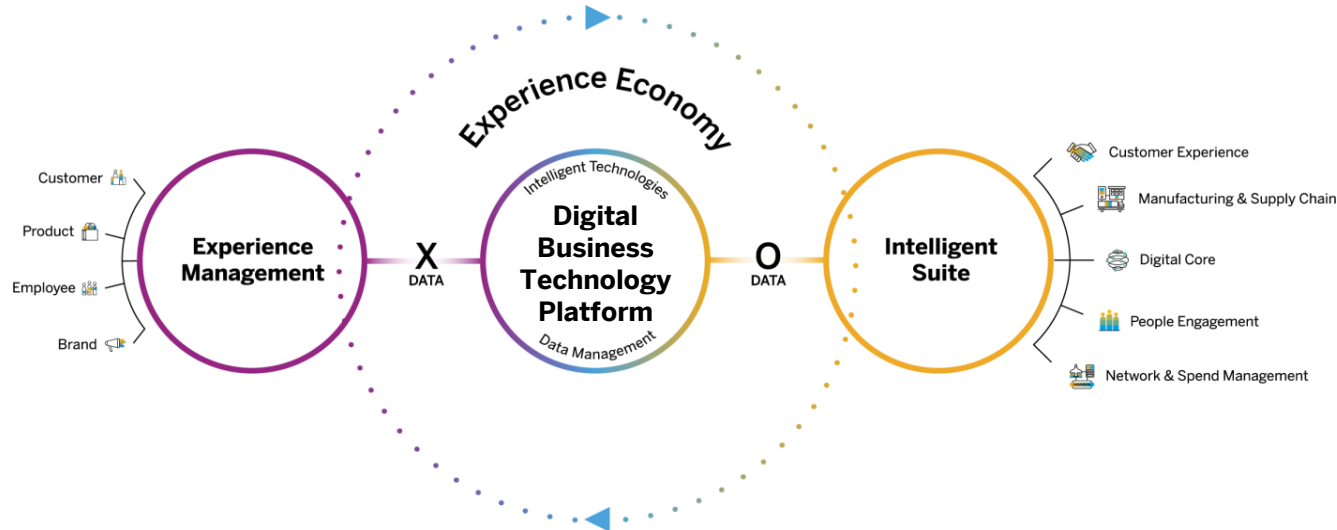 Experience Economy
Customer
Product
Employee
Brand
Experience
Management
X
DATA
Intelligent Technologies
Digital
Business
Technology
Platform
Data Management
O
DATA
Intelligent
Suite
Customer Experience
Manufacturing & Supply Chain
Digital Core
People Engagement
Network & Spend Management